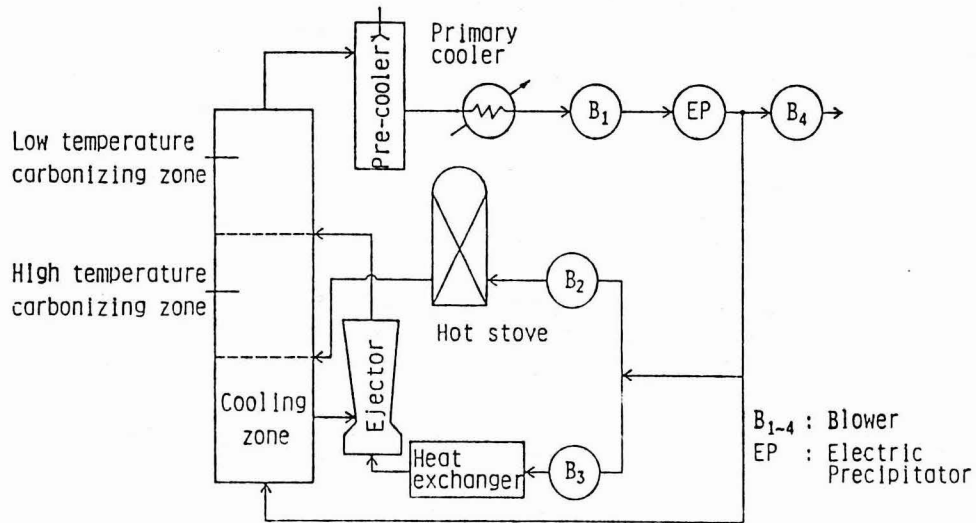 Primary
cooler
Pre-cooler
B₁
EP
B₄
Low temperature
carbonizing zone
High temperature
carbonizing zone
B₂
Hot stove
Ejector
Cooling
zone
Heat
exchanger
B₃
B₁~₄ : Blower
EP : Electric
Precipitator